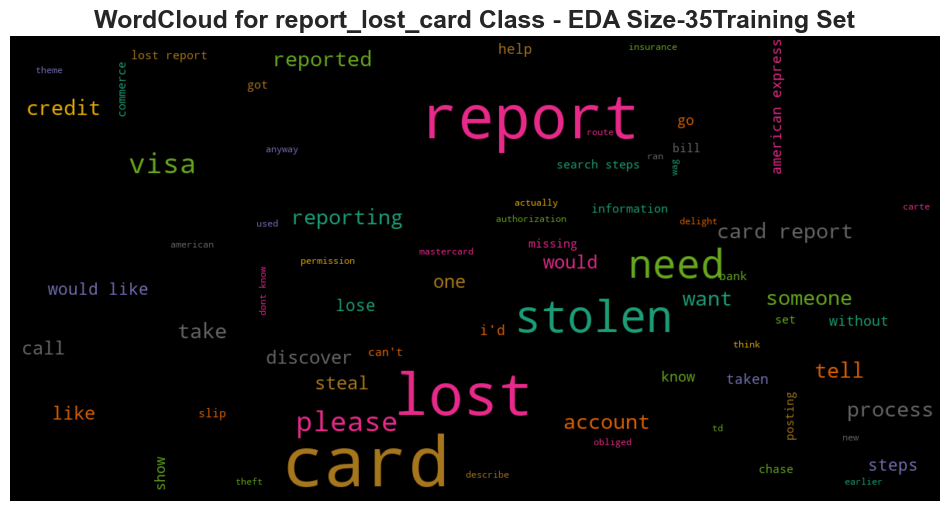 WordCloud for report_lost_card Class - EDA Size-35Training Set
theme
commerce
lost report
reported
help
insurance
american express
credit
got
report
route
go
visa
anyway
search steps
ran
bill
wag
used
reporting
actually
authorization
information
delight
carte
american
permission
mastercard
missing
would
need
bank
card report
would like
dont know
lose
one
stolen
want
someone
set
without
call
take
discover
can't
i'd
think
steal
know
taken
tell
like
slip
please
lost
account
obliged
td
posting
process
new
show
theft
card
describe
chase
steps
earlier